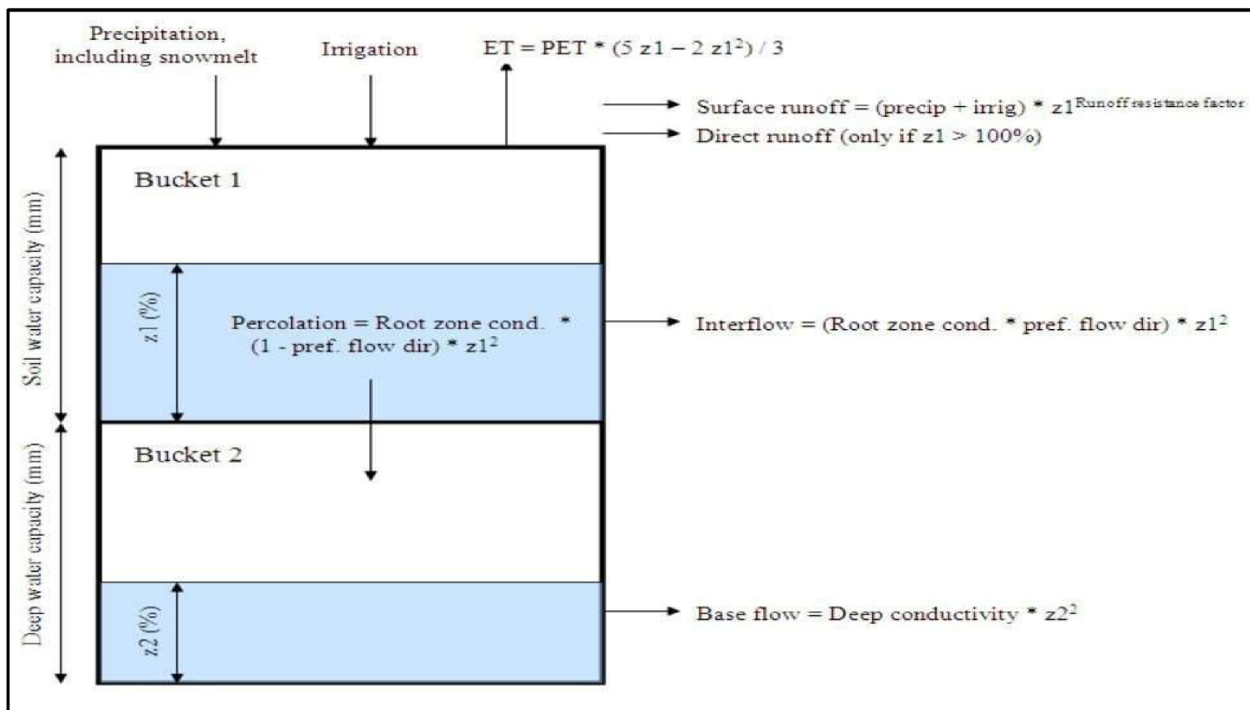 Precipitation,
including snowmelt
Irrigation
ET = PET * (5 z1 – 2 z1²) / 3
Surface runoff = (precip + irrig) * z1^Runoff resistance factor
Direct runoff (only if z1 > 100%)
Soil water capacity (mm)
Bucket 1
z1 (%)
Percolation = Root zone cond. *
(1 - pref. flow dir) * z1²
Interflow = (Root zone cond. * pref. flow dir) * z1²
Deep water capacity (mm)
Bucket 2
z2 (%)
Base flow = Deep conductivity * z2²